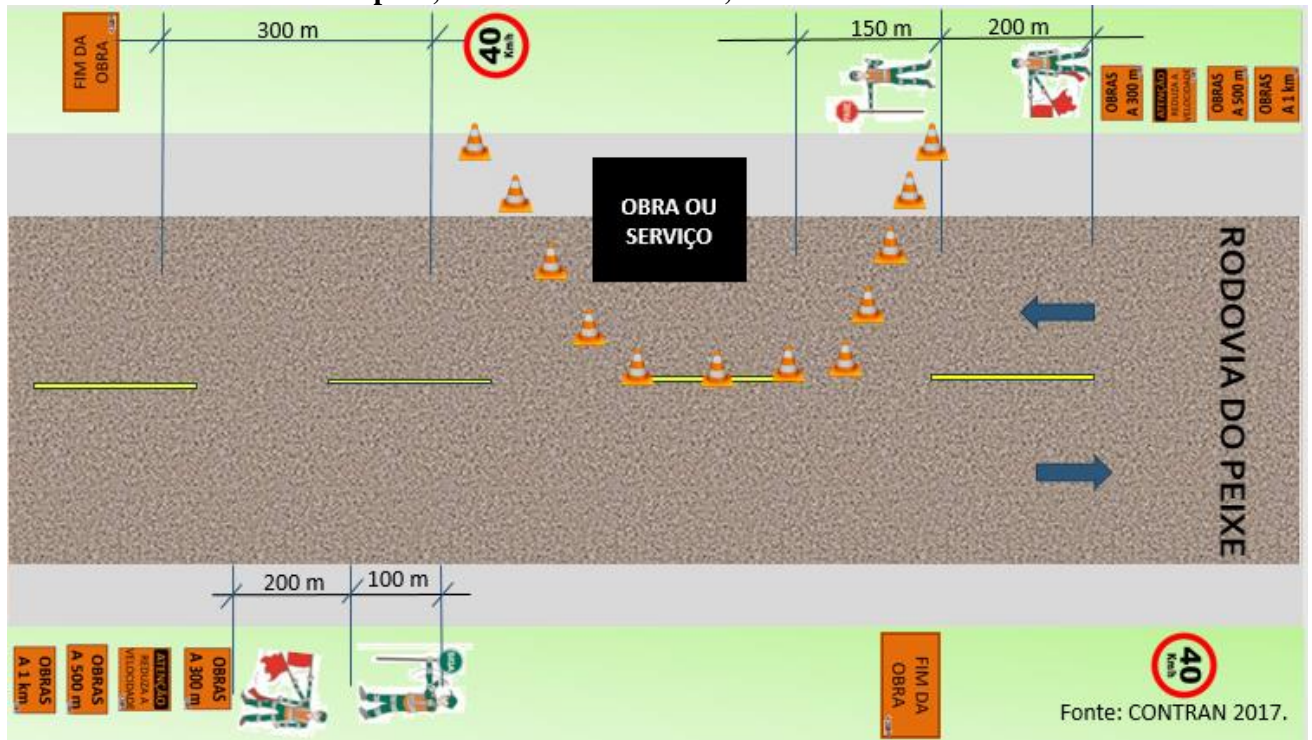 FIM DA
OBRA
300 m
40
Km/h
150 m
200 m
PARE
OBRAS
A 300 m
ATENÇÃO
REDUZA A
VELOCIDADE
OBRAS
A 500 m
OBRAS
A 1 km
OBRA OU
SERVIÇO
RODOVIA DO PEIXE
200 m
100 m
OBRAS
A 1 km
OBRAS
A 500 m
ATENÇÃO
REDUZA A
VELOCIDADE
OBRAS
A 300 m
SIGA
FIM DA
OBRA
40
Km/h
Fonte: CONTRAN 2017.